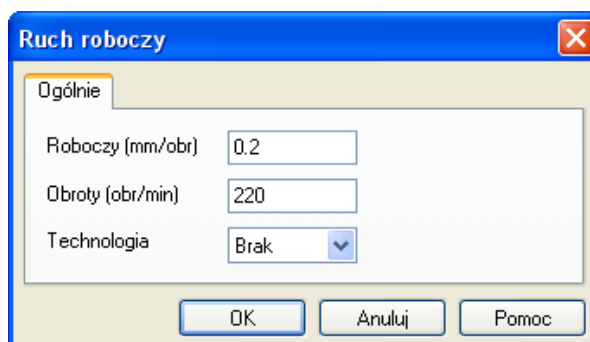 Ruch roboczy
Ogólnie
Roboczy (mm/obr) 0.2
Obroty (obr/min) 220
Technologia Brak
OK Anuluj Pomoc